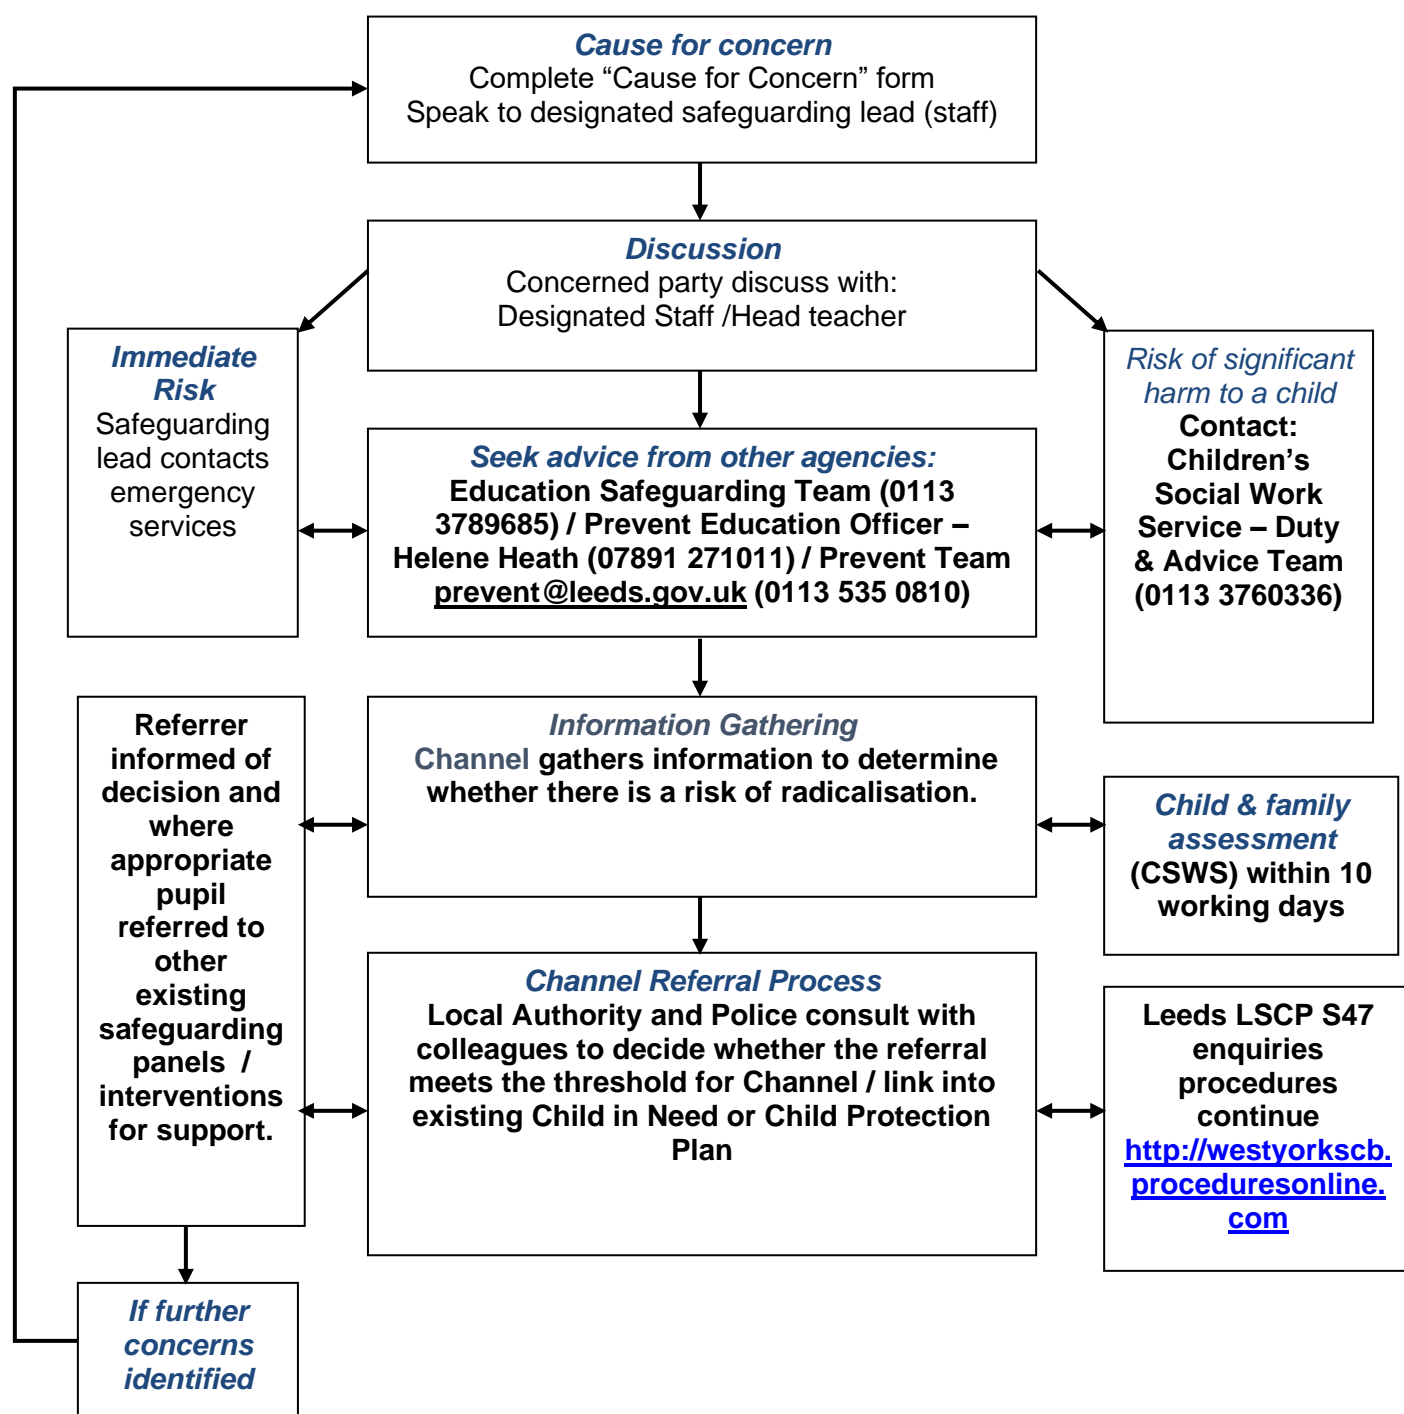 Cause for concern
Complete “Cause for Concern” form
Speak to designated safeguarding lead (staff)
Discussion
Concerned party discuss with:
Designated Staff /Head teacher
Immediate
Risk
Safeguarding
lead contacts
emergency
services
Seek advice from other agencies:
Education Safeguarding Team (0113
3789685) / Prevent Education Officer –
Helene Heath (07891 271011) / Prevent Team
prevent@leeds.gov.uk (0113 535 0810)
Risk of significant
harm to a child
Contact:
Children’s
Social Work
Service – Duty
& Advice Team
(0113 3760336)
Referrer
informed of
decision and
where
appropriate
pupil
referred to
other
existing
safeguarding
panels /
interventions
for support.
Information Gathering
Channel gathers information to determine
whether there is a risk of radicalisation.
Child & family
assessment
(CSWS) within 10
working days
Channel Referral Process
Local Authority and Police consult with
colleagues to decide whether the referral
meets the threshold for Channel / link into
existing Child in Need or Child Protection
Plan
Leeds LSCP S47
enquiries
procedures
continue
http://westyorkscb.
proceduresonline.
com
If further
concerns
identified